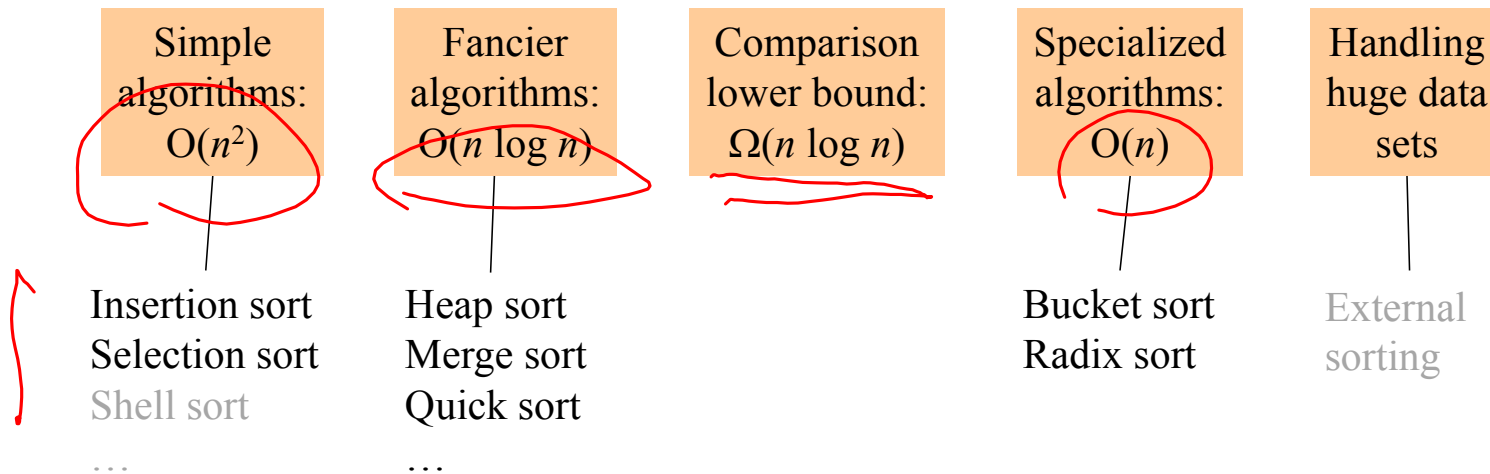 Simple
algorithms:
O(n²)
Fancier
algorithms:
O(n log n)
Comparison
lower bound:
Ω(n log n)
Specialized
algorithms:
O(n)
Handling
huge data
sets
Insertion sort
Selection sort
Shell sort
…
Heap sort
Merge sort
Quick sort
…
Bucket sort
Radix sort
External
sorting